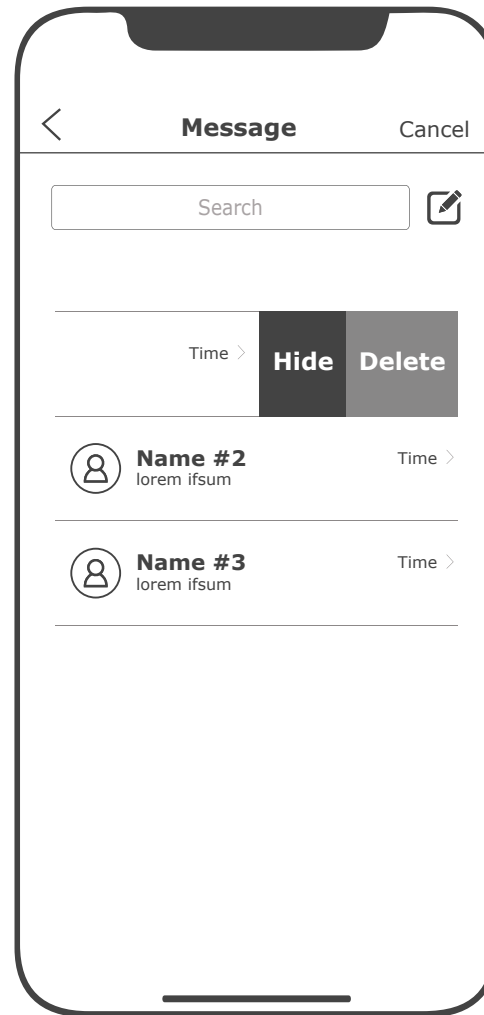 Message Cancel
Search
Time Hide Delete
Name #2 Time
lorem ifsum
Name #3 Time
lorem ifsum